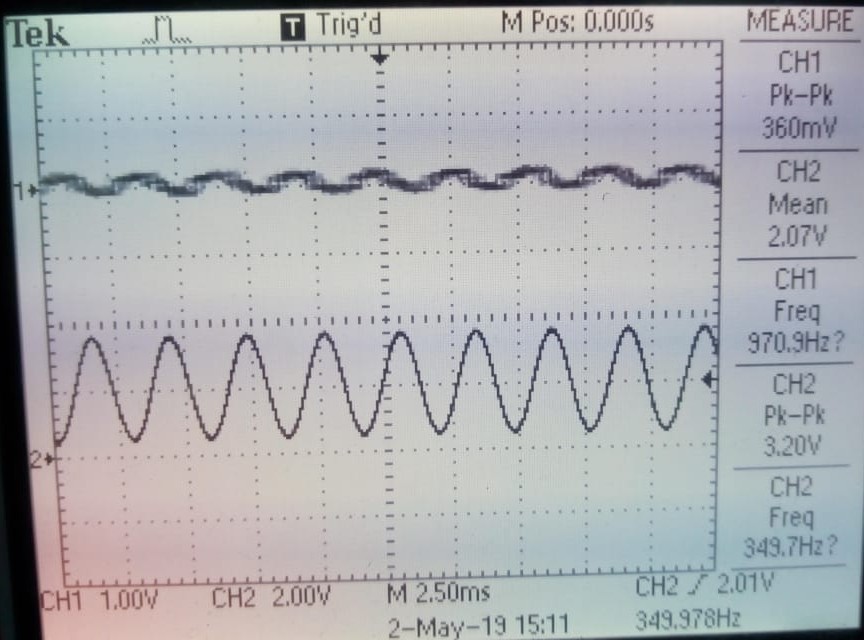 Tek T Trig'd M Pos: 0.000s MEASURE
CH1
Pk-Pk
360mV
CH2
Mean
2.07V
CH1
Freq
970.9Hz?
CH2
Pk-Pk
3.20V
CH2
Freq
349.7Hz?
1
2
CH1 1.00V CH2 2.00V M 2.50ms CH2 2.01V
2-May-19 15:11 349.978Hz